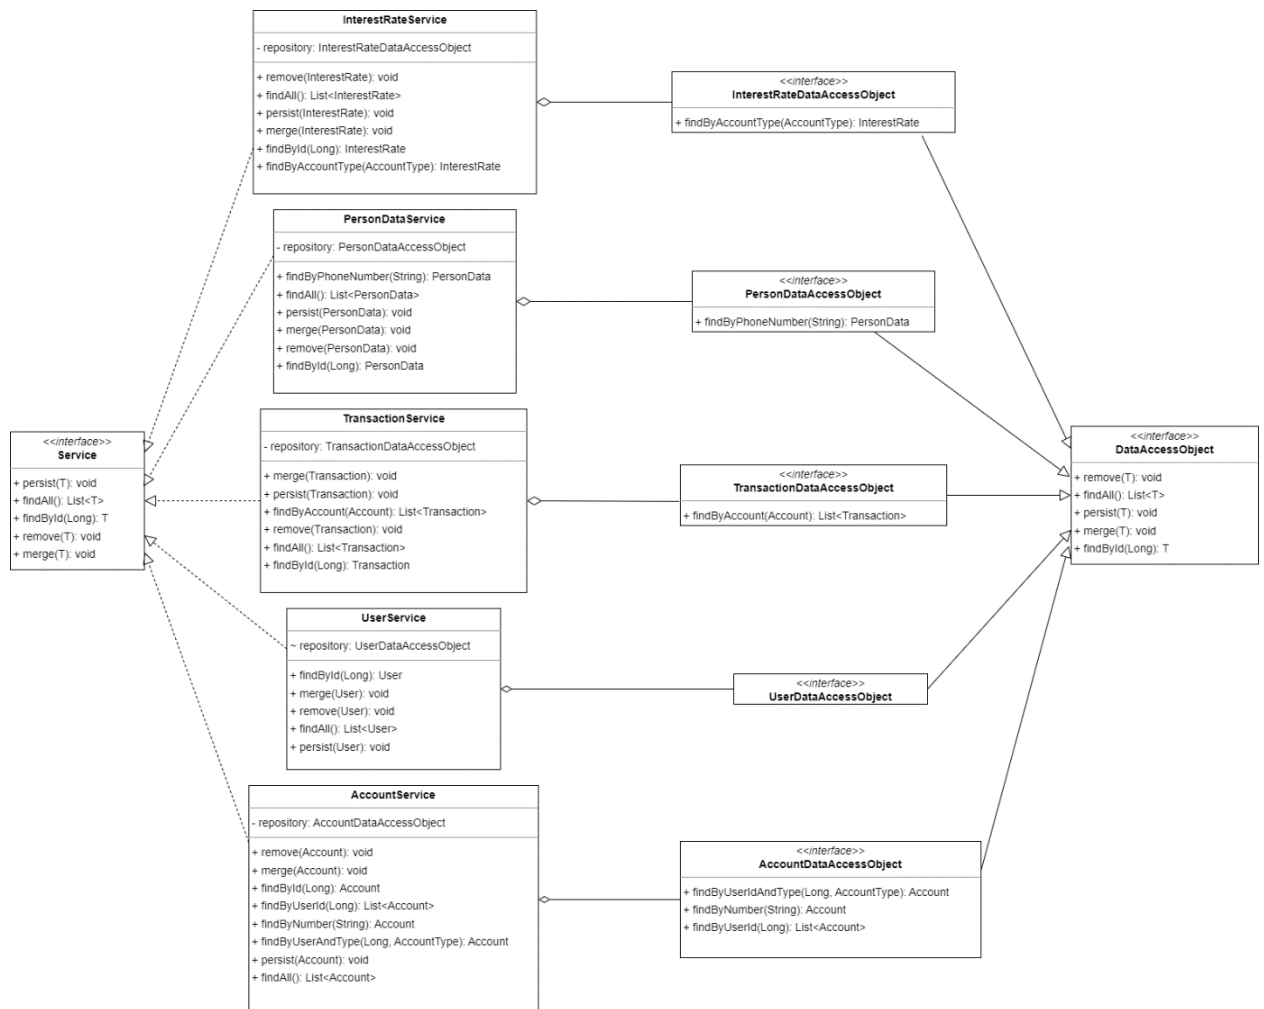 InterestRateService
- repository: InterestRateDataAccessObject
+ remove(InterestRate): void
+ findAll(): List<InterestRate>
+ persist(InterestRate): void
+ merge(InterestRate): void
+ findById(Long): InterestRate
+ findByAccountType(AccountType): InterestRate
<<interface>>
InterestRateDataAccessObject
+ findByAccountType(AccountType): InterestRate
PersonDataService
- repository: PersonDataAccessObject
+ findByPhoneNumber(String): PersonData
+ findAll(): List<PersonData>
+ persist(PersonData): void
+ merge(PersonData): void
+ remove(PersonData): void
+ findById(Long): PersonData
<<interface>>
PersonDataAccessObject
+ findByPhoneNumber(String): PersonData
<<interface>>
Service
+ persist(T): void
+ findAll(): List<T>
+ findById(Long): T
+ remove(T): void
+ merge(T): void
TransactionService
- repository: TransactionDataAccessObject
+ merge(Transaction): void
+ persist(Transaction): void
+ findByAccount(Account): List<Transaction>
+ remove(Transaction): void
+ findAll(): List<Transaction>
+ findById(Long): Transaction
<<interface>>
TransactionDataAccessObject
+ findByAccount(Account): List<Transaction>
<<interface>>
DataAccessObject
+ remove(T): void
+ findAll(): List<T>
+ persist(T): void
+ merge(T): void
+ findById(Long): T
UserService
~ repository: UserDataAccessObject
+ findById(Long): User
+ merge(User): void
+ remove(User): void
+ findAll(): List<User>
+ persist(User): void
<<interface>>
UserDataAccessObject
AccountService
- repository: AccountDataAccessObject
+ remove(Account): void
+ merge(Account): void
+ findById(Long): Account
+ findByUserId(Long): List<Account>
+ findByNumber(String): Account
+ findByUserAndType(Long, AccountType): Account
+ persist(Account): void
+ findAll(): List<Account>
<<interface>>
AccountDataAccessObject
+ findByUserIdAndType(Long, AccountType): Account
+ findByNumber(String): Account
+ findByUserId(Long): List<Account>